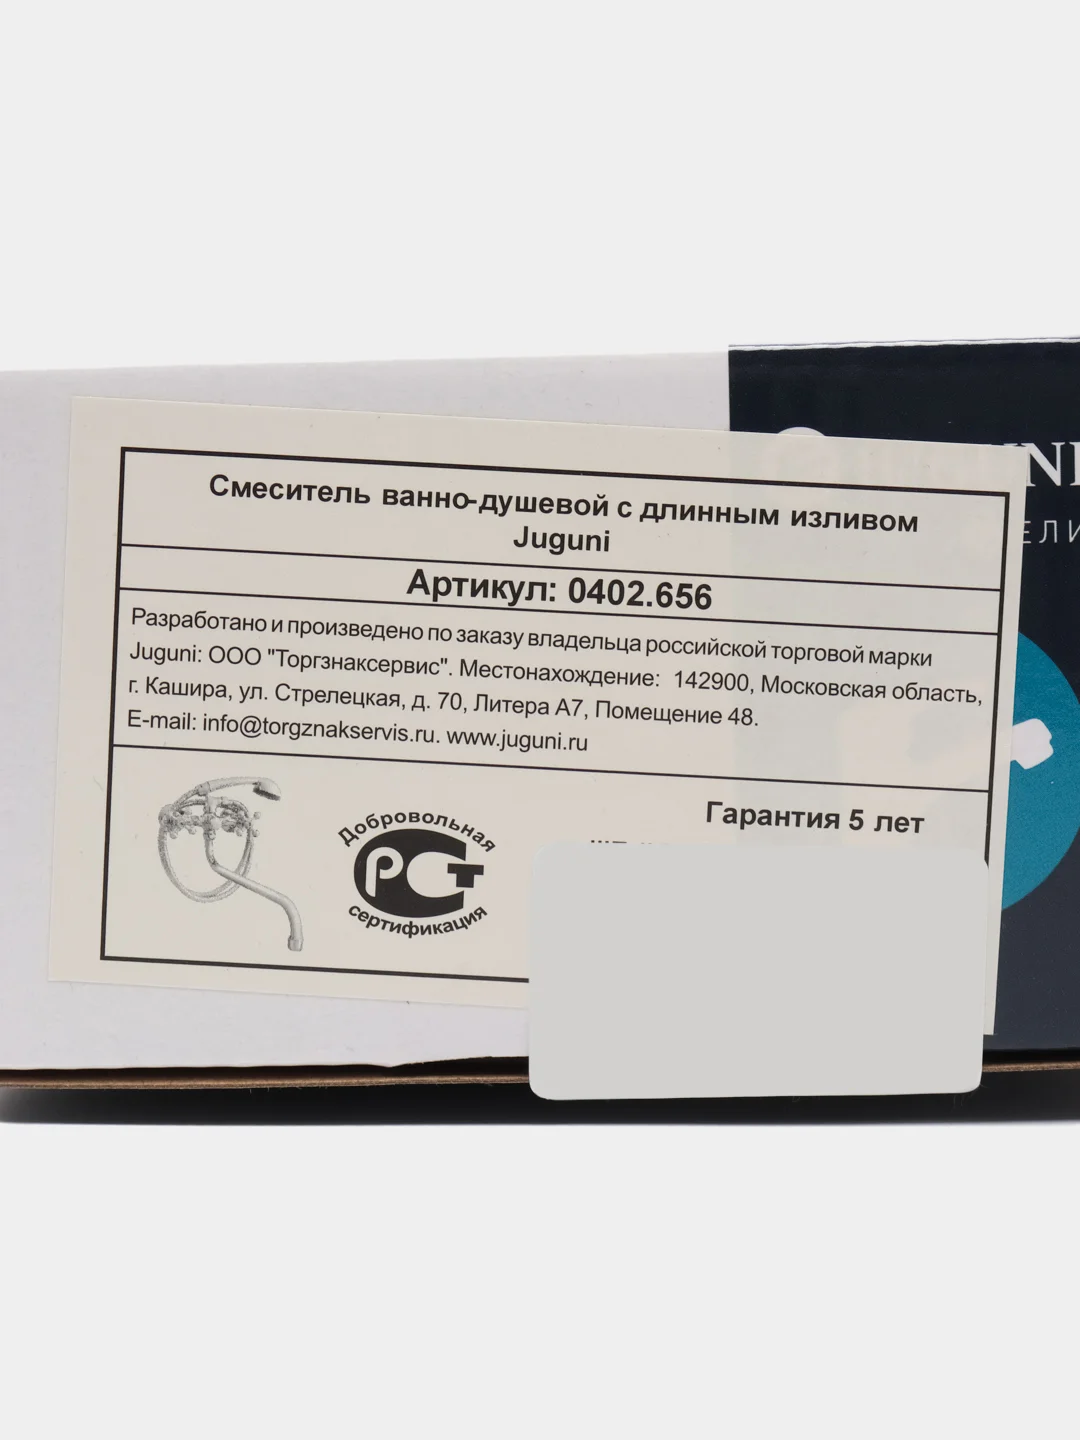 Смеситель ванно-душевой с длинным изливом
Juguni
Артикул: 0402.656
Разработано и произведено по заказу владельца российской торговой марки
Juguni: ООО "Торгзнаксервис". Местонахождение: 142900, Московская область,
г. Кашира, ул. Стрелецкая, д. 70, Литера А7, Помещение 48.
E-mail: info@torgznakservis.ru. www.juguni.ru
Гарантия 5 лет
Добровольная
РСТ
сертификация